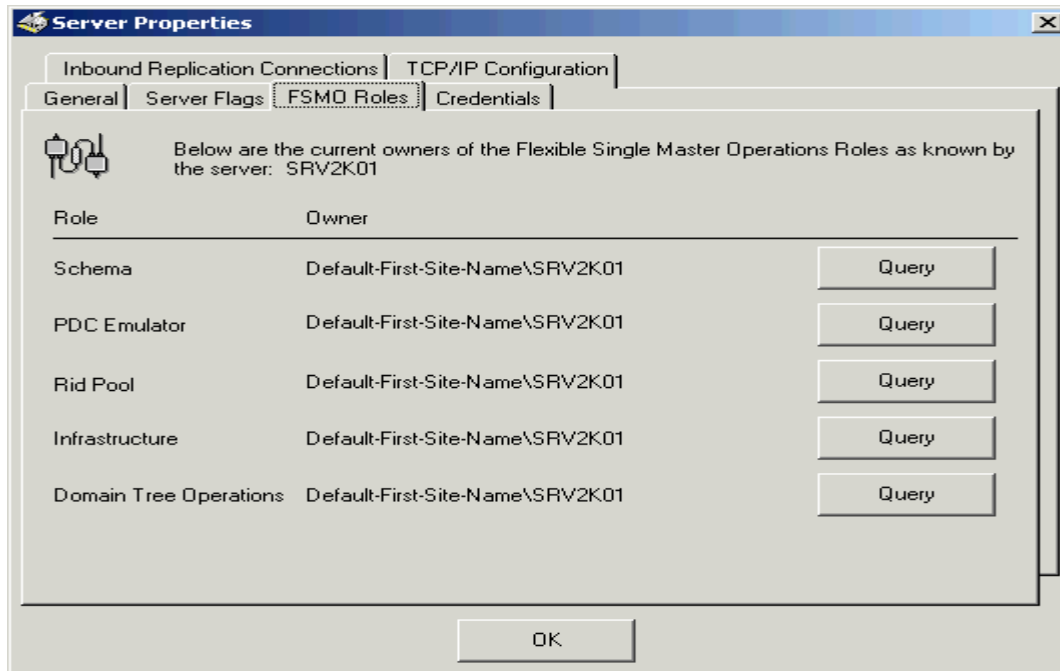 Server Properties
Inbound Replication Connections TCP/IP Configuration
General Server Flags FSMO Roles Credentials
Below are the current owners of the Flexible Single Master Operations Roles as known by
the server: SRV2K01
Role Owner
Schema Default-First-Site-Name\SRV2K01 Query
PDC Emulator Default-First-Site-Name\SRV2K01 Query
Rid Pool Default-First-Site-Name\SRV2K01 Query
Infrastructure Default-First-Site-Name\SRV2K01 Query
Domain Tree Operations Default-First-Site-Name\SRV2K01 Query
OK